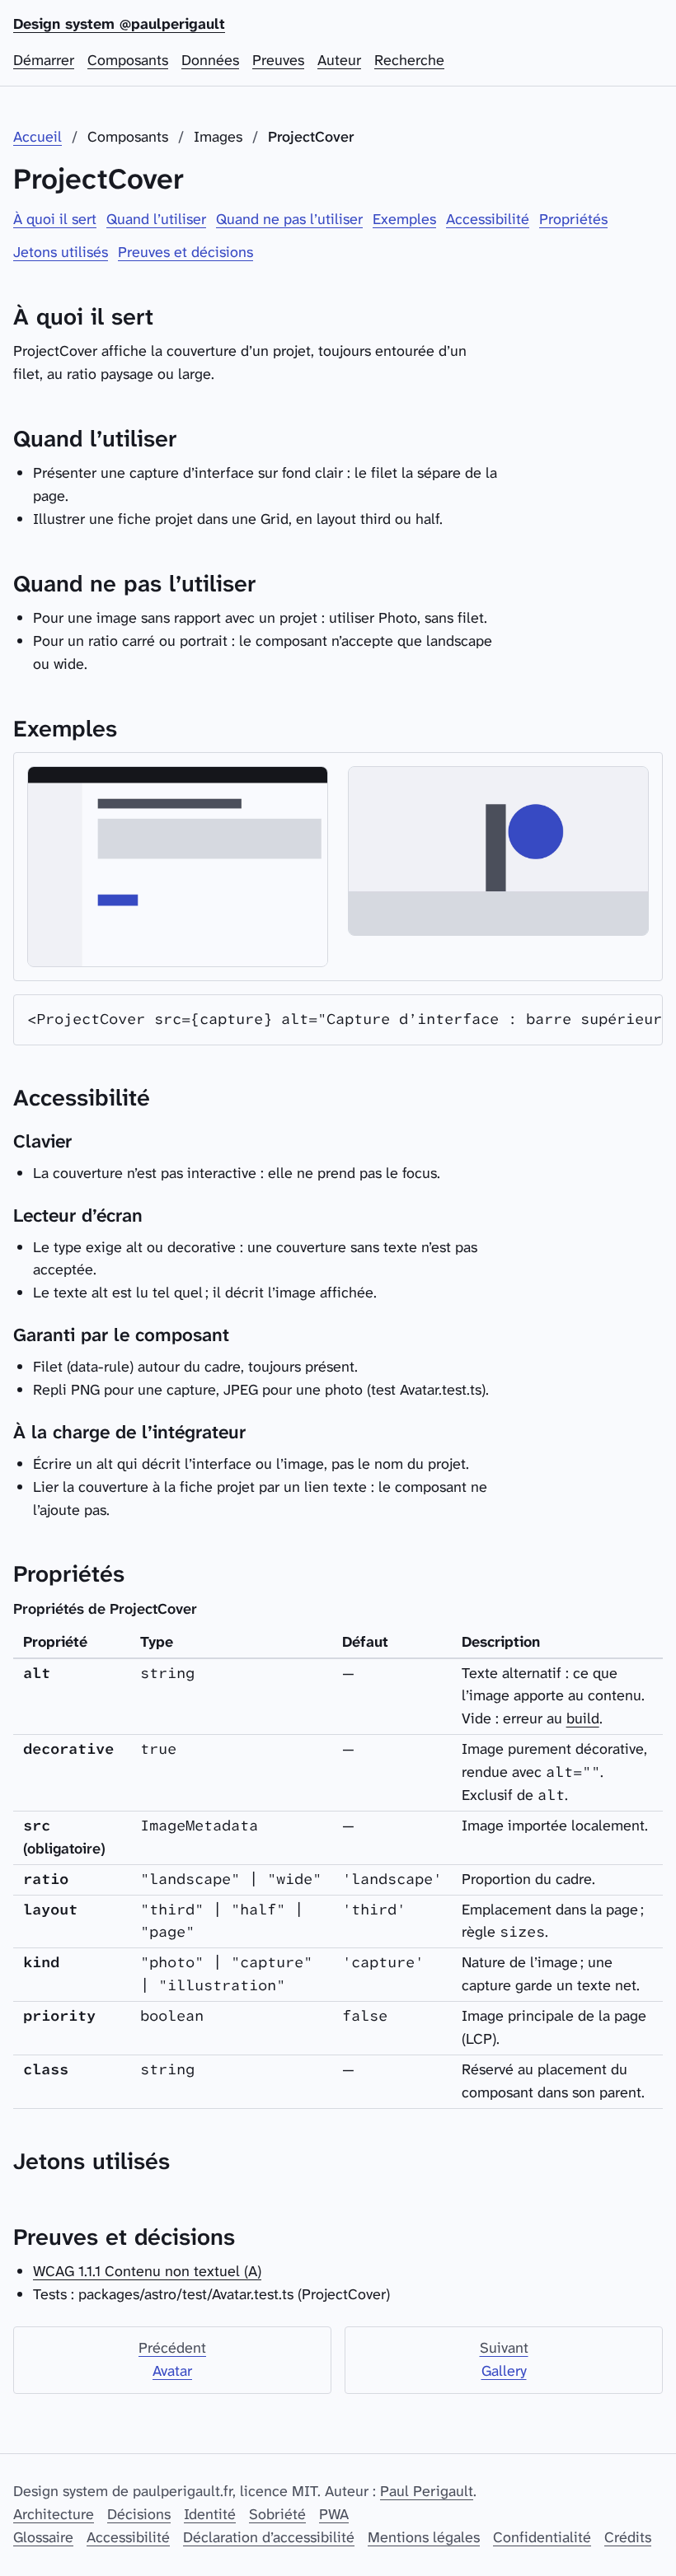 Design system @paulperigault
Démarrer Composants Données Preuves Auteur Recherche
Accueil / Composants / Images / ProjectCover
ProjectCover
À quoi il sert Quand l’utiliser Quand ne pas l’utiliser Exemples Accessibilité Propriétés
Jetons utilisés Preuves et décisions
À quoi il sert
ProjectCover affiche la couverture d’un projet, toujours entourée d’un
filet, au ratio paysage ou large.
Quand l’utiliser
• Présenter une capture d’interface sur fond clair : le filet la sépare de la
page.
• Illustrer une fiche projet dans une Grid, en layout third ou half.
Quand ne pas l’utiliser
• Pour une image sans rapport avec un projet : utiliser Photo, sans filet.
• Pour un ratio carré ou portrait : le composant n’accepte que landscape
ou wide.
Exemples
<ProjectCover src={capture} alt="Capture d’interface : barre supérieur
Accessibilité
Clavier
• La couverture n’est pas interactive : elle ne prend pas le focus.
Lecteur d’écran
• Le type exige alt ou decorative : une couverture sans texte n’est pas
acceptée.
• Le texte alt est lu tel quel ; il décrit l’image affichée.
Garanti par le composant
• Filet (data-rule) autour du cadre, toujours présent.
• Repli PNG pour une capture, JPEG pour une photo (test Avatar.test.ts).
À la charge de l’intégrateur
• Écrire un alt qui décrit l’interface ou l’image, pas le nom du projet.
• Lier la couverture à la fiche projet par un lien texte : le composant ne
l’ajoute pas.
Propriétés
Propriétés de ProjectCover
Propriété Type Défaut Description
alt string — Texte alternatif : ce que
l’image apporte au contenu.
Vide : erreur au build.
decorative true — Image purement décorative,
rendue avec alt="".
Exclusif de alt.
src ImageMetadata — Image importée localement.
(obligatoire)
ratio "landscape" | "wide" 'landscape' Proportion du cadre.
layout "third" | "half" | 'third' Emplacement dans la page ;
"page" règle sizes.
kind "photo" | "capture" 'capture' Nature de l’image ; une
| "illustration" capture garde un texte net.
priority boolean false Image principale de la page
(LCP).
class string — Réservé au placement du
composant dans son parent.
Jetons utilisés
Preuves et décisions
• WCAG 1.1.1 Contenu non textuel (A)
• Tests : packages/astro/test/Avatar.test.ts (ProjectCover)
Précédent Suivant
Avatar Gallery
Design system de paulperigault.fr, licence MIT. Auteur : Paul Perigault.
Architecture Décisions Identité Sobriété PWA
Glossaire Accessibilité Déclaration d’accessibilité Mentions légales Confidentialité Crédits